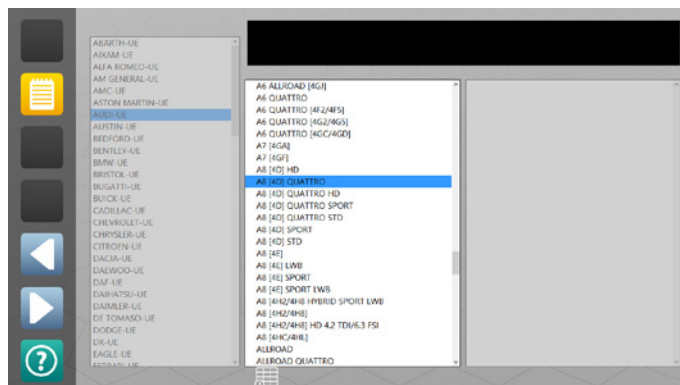 ABARTH-UE
AIXAM-UE
ALFA ROMEO-UE
AM GENERAL-UE
AMC-UE
ASTON MARTIN-UE
AUDI-UE
AUSTIN-UE
BEDFORD-UE
BENTLEY-UE
BMW-UE
BRISTOL-UE
BUGATTI-UE
BUICK-UE
CADILLAC-UE
CHEVROLET-UE
CHRYSLER-UE
CITROEN-UE
DACIA-UE
DAEWOO-UE
DAF-UE
DAIHATSU-UE
DAIMLER-UE
DE TOMASO-UE
DODGE-UE
DR-UE
EAGLE-UE
FERRARI-UE
A6 ALLROAD [4GJ]
A6 QUATTRO
A6 QUATTRO [4F2/4F5]
A6 QUATTRO [4G2/4G5]
A6 QUATTRO [4GC/4GD]
A7 [4GA]
A7 [4GF]
A8 [4D] HD
A8 [4D] QUATTRO
A8 [4D] QUATTRO HD
A8 [4D] QUATTRO SPORT
A8 [4D] QUATTRO STD
A8 [4D] SPORT
A8 [4D] STD
A8 [4E]
A8 [4E] LWB
A8 [4E] SPORT
A8 [4E] SPORT LWB
A8 [4H2/4H8 HYBRID SPORT LWB
A8 [4H2/4H8]
A8 [4H2/4H8] HD 4.2 TDI/6.3 FSI
A8 [4HC/4HL]
ALLROAD
ALLROAD QUATTRO
?